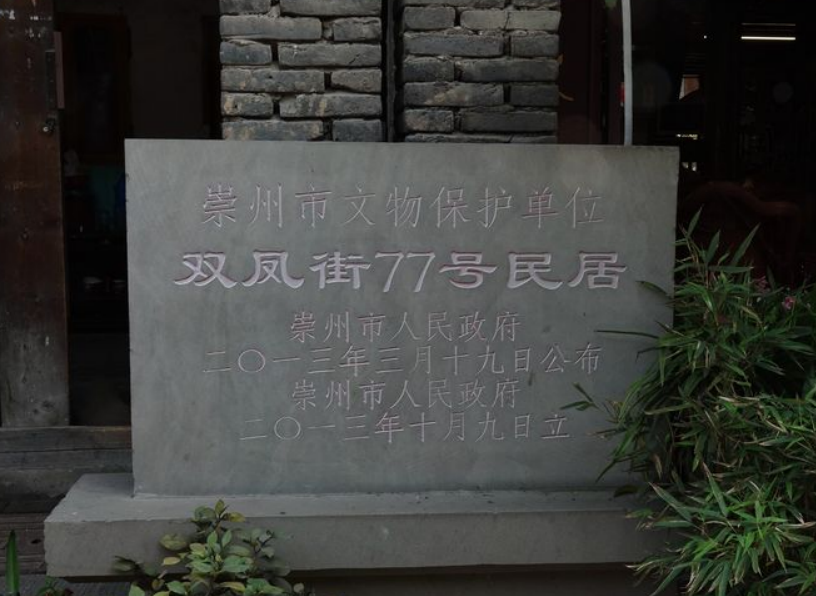 崇州市文物保护单位
双凤街77号民居
崇州市人民政府
二〇一三年三月十九日公布
崇州市人民政府
二〇一三年十月九日立